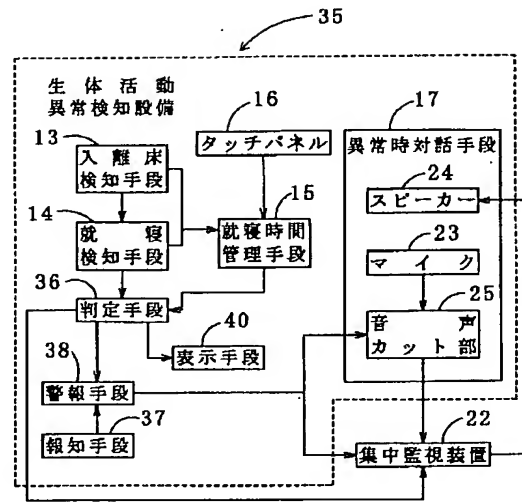 35
生体活動
異常検知設備
13
入離床
検知手段
16
タッチパネル
17
異常時対話手段
24
スピーカー
14
就寝
検知手段
15
就寝時間
管理手段
23
マイク
36
判定手段
25
音声
カット部
40
表示手段
38
警報手段
37
報知手段
22
集中監視装置